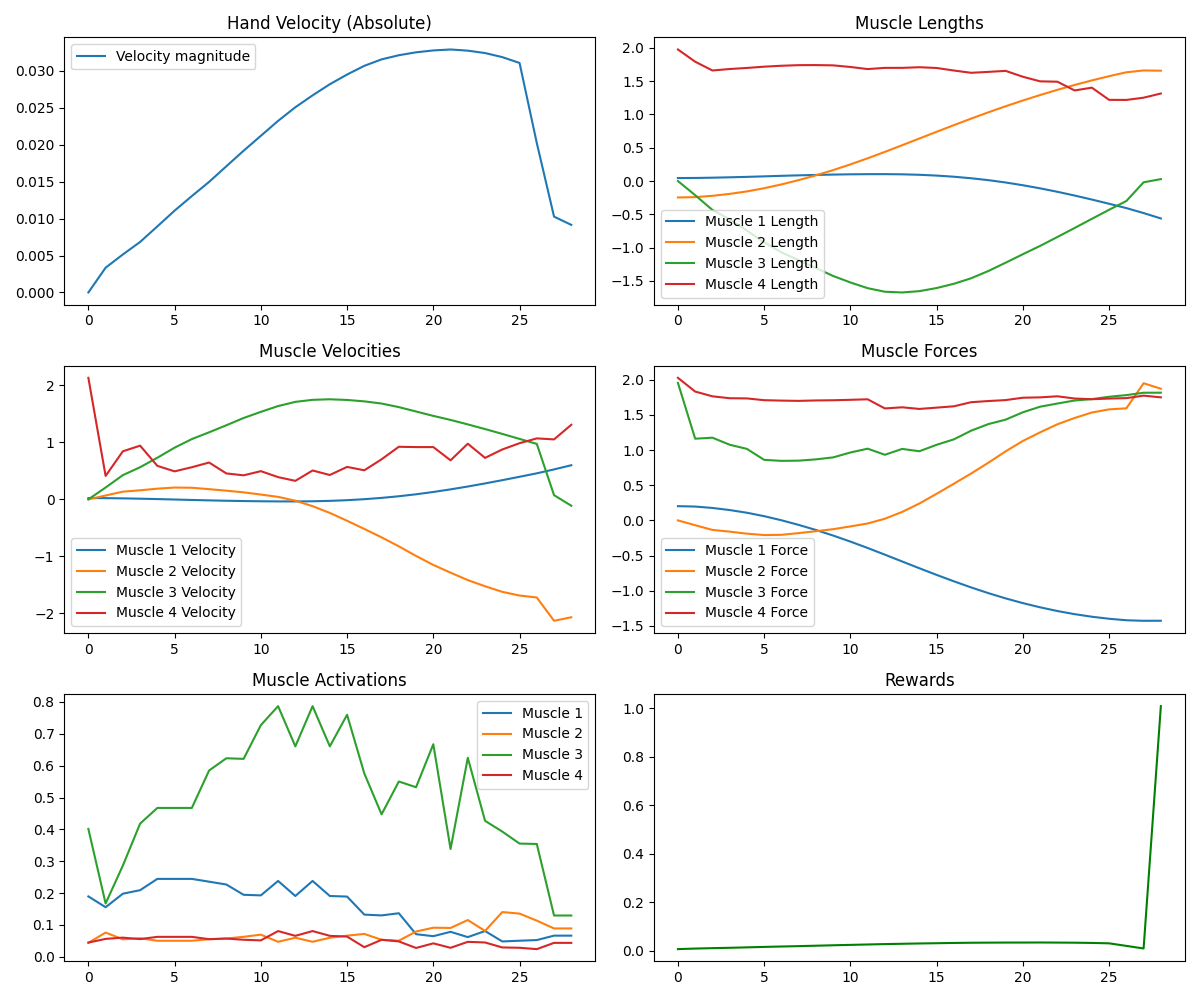 Hand Velocity (Absolute)
Velocity magnitude
0.030
0.025
0.020
0.015
0.010
0.005
0.000
0 5 10 15 20 25
Muscle Lengths
2.0
1.5
1.0
0.5
0.0
−0.5
−1.0
−1.5
Muscle 1 Length
Muscle 2 Length
Muscle 3 Length
Muscle 4 Length
0 5 10 15 20 25
Muscle Velocities
2
1
0
−1
−2
Muscle 1 Velocity
Muscle 2 Velocity
Muscle 3 Velocity
Muscle 4 Velocity
0 5 10 15 20 25
Muscle Forces
2.0
1.5
1.0
0.5
0.0
−0.5
−1.0
−1.5
Muscle 1 Force
Muscle 2 Force
Muscle 3 Force
Muscle 4 Force
0 5 10 15 20 25
Muscle Activations
0.8
0.7
0.6
0.5
0.4
0.3
0.2
0.1
0.0
Muscle 1
Muscle 2
Muscle 3
Muscle 4
0 5 10 15 20 25
Rewards
1.0
0.8
0.6
0.4
0.2
0.0
0 5 10 15 20 25